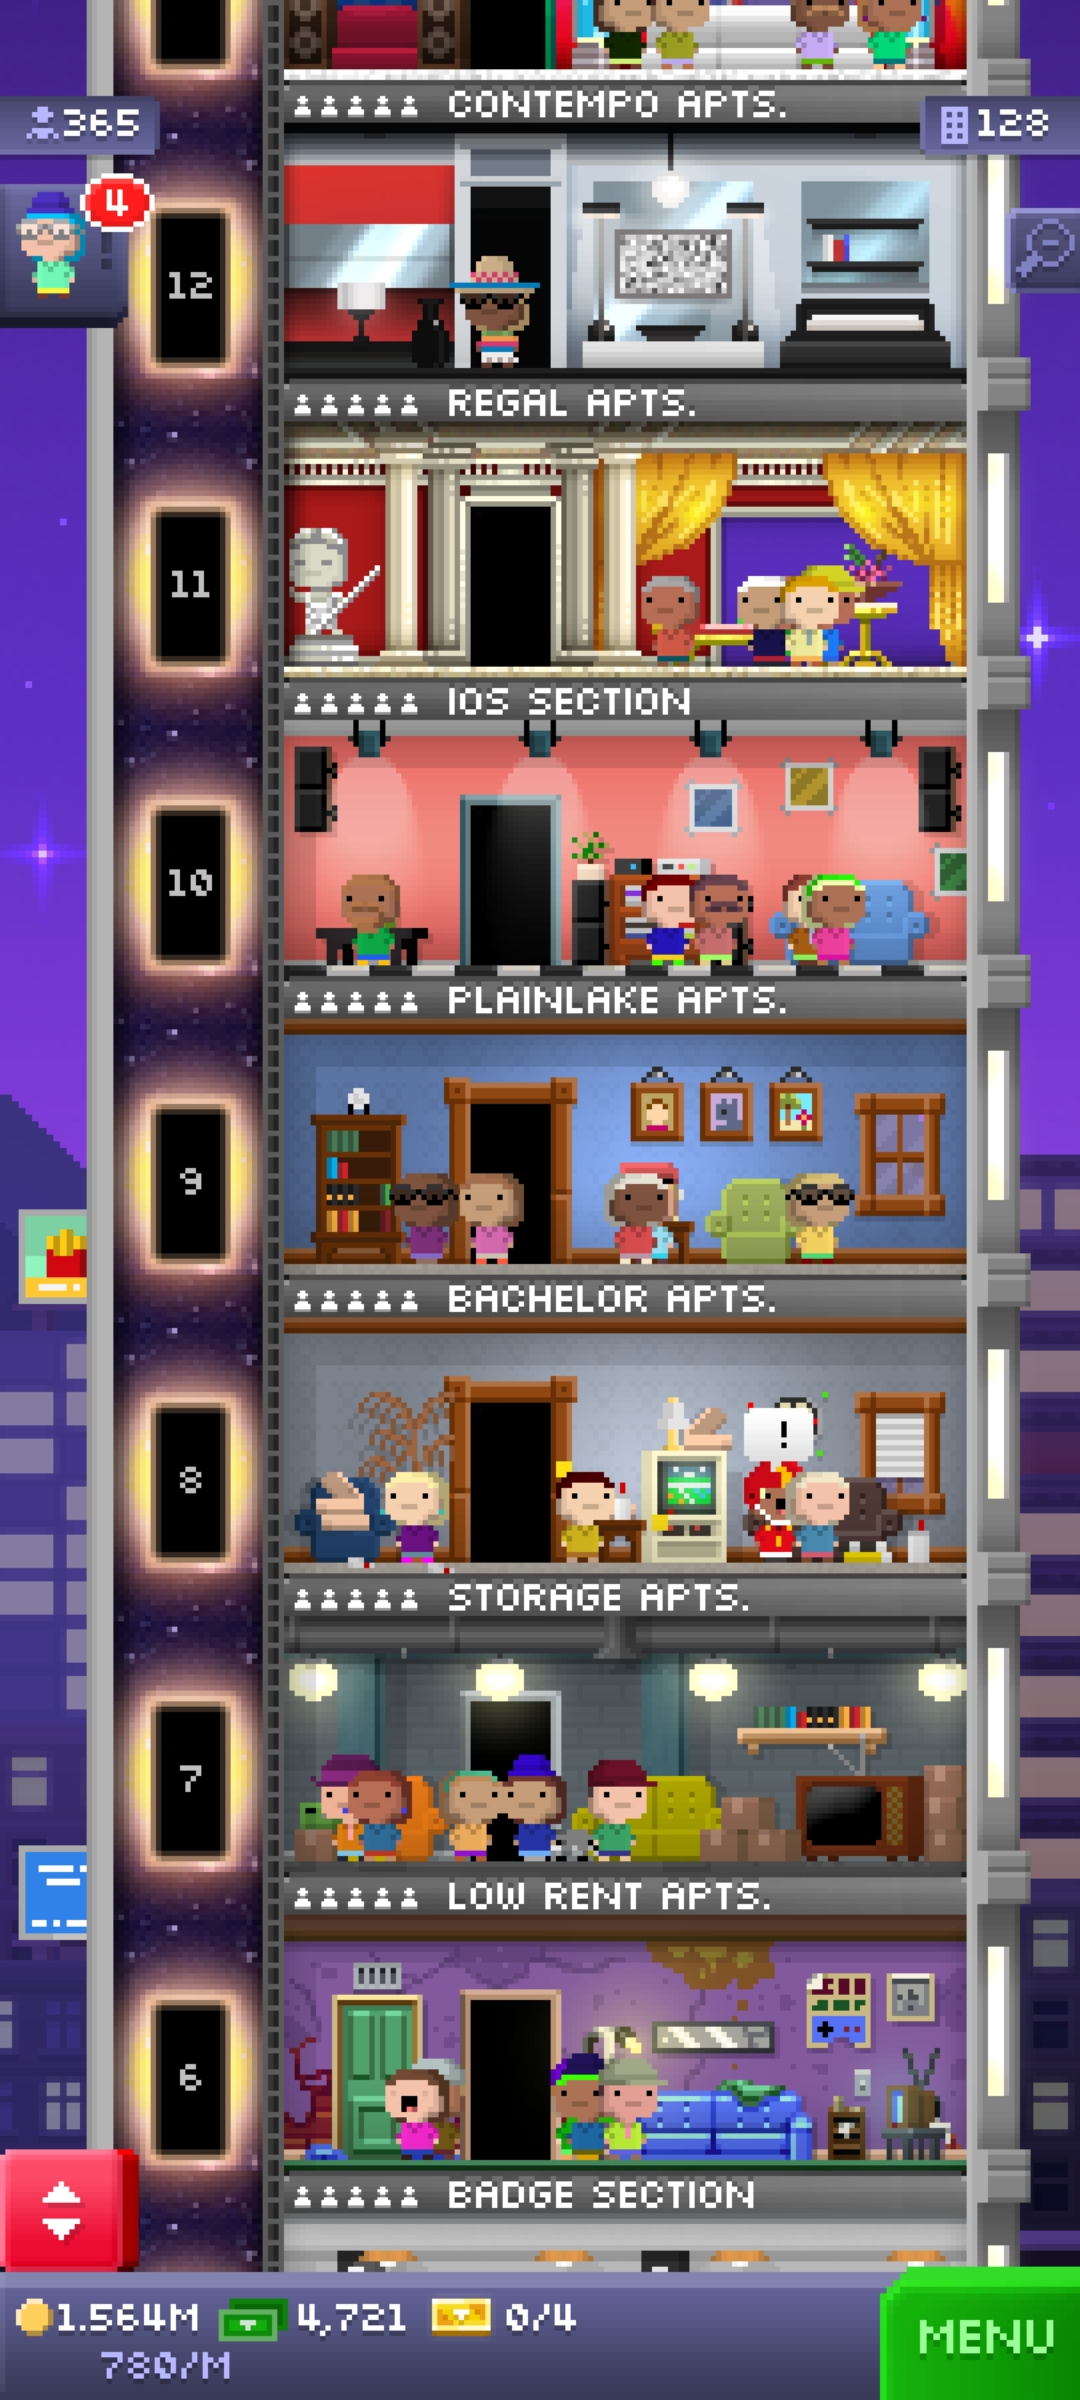 CONTEMPO APTS.
365
128
4
12
REGAL APTS.
11
IOS SECTION
10
PLAINLAKE APTS.
9
BACHELOR APTS.
!
8
STORAGE APTS.
7
LOW RENT APTS.
6
BADGE SECTION
1.564M 4,721 0/4
780/M
MENU